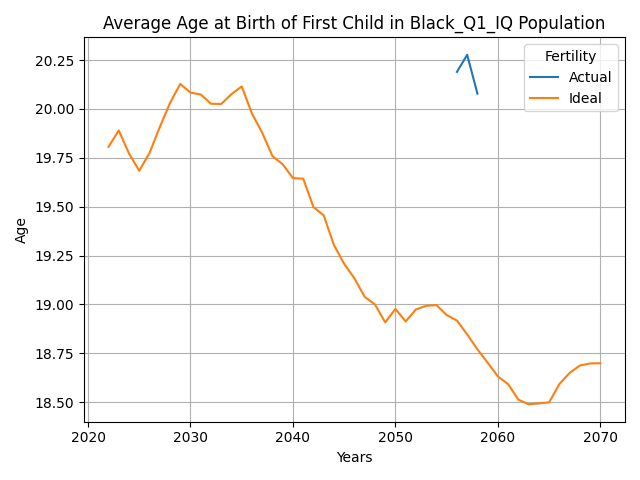 Average Age at Birth of First Child in Black_Q1_IQ Population
Fertility
Actual
Ideal
20.25
20.00
19.75
19.50
19.25
19.00
18.75
18.50
Age
2020
2030
2040
2050
2060
2070
Years